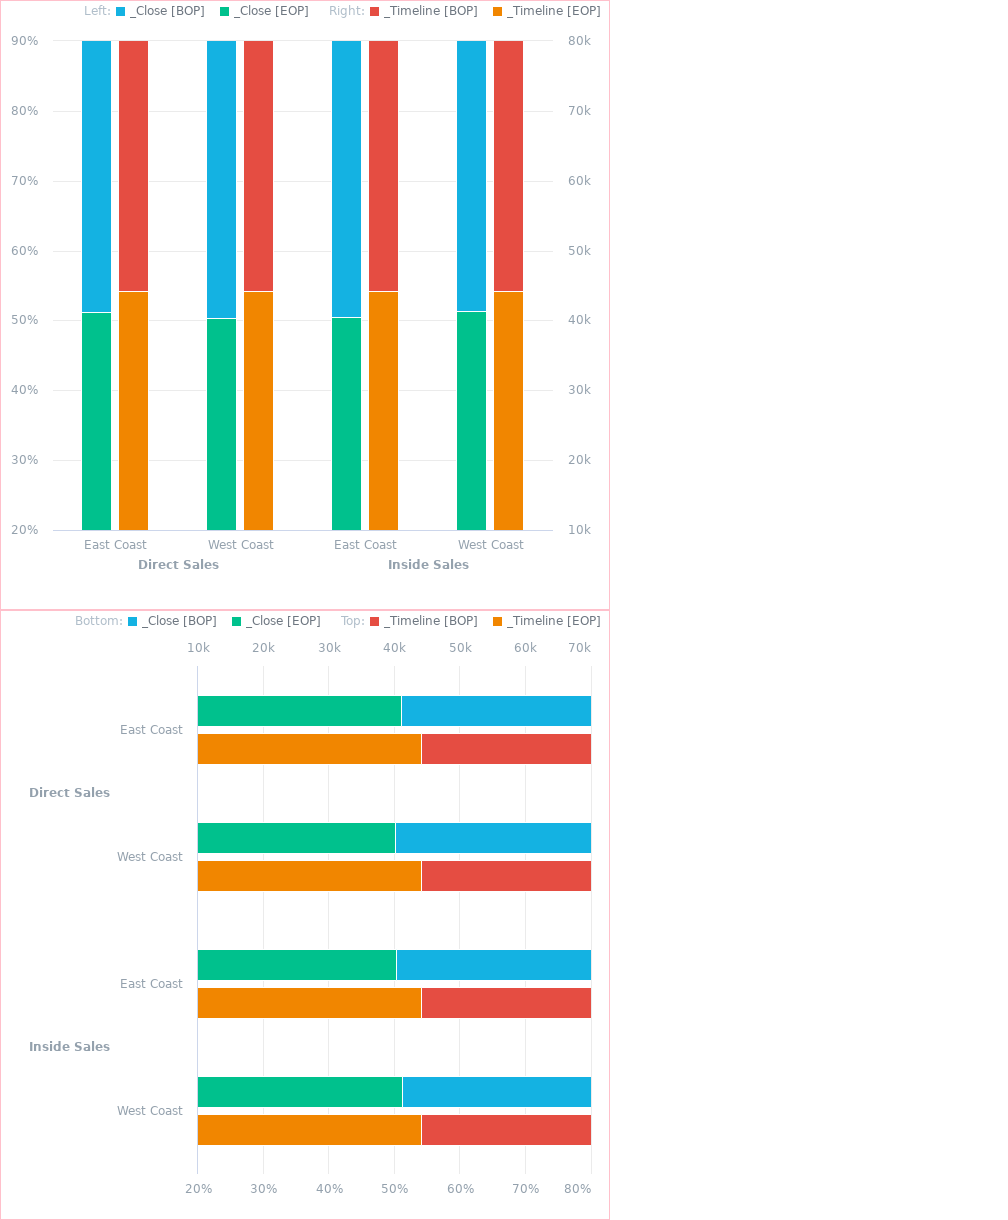 Left: _Close [BOP] _Close [EOP] Right: _Timeline [BOP] _Timeline [EOP]
90% 80k
80% 70k
70% 60k
60% 50k
50% 40k
40% 30k
30% 20k
20% 10k
East Coast West Coast East Coast West Coast
Direct Sales Inside Sales
Bottom: _Close [BOP] _Close [EOP] Top: _Timeline [BOP] _Timeline [EOP]
10k 20k 30k 40k 50k 60k 70k
East Coast
Direct Sales
West Coast
East Coast
Inside Sales
West Coast
20% 30% 40% 50% 60% 70% 80%